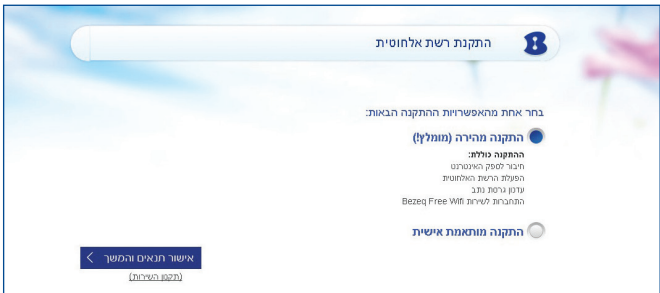 התקנת רשת אלחוטית
בחר אחת מהאפשרויות ההתקנה הבאות:
התקנה מהירה (מומלץ!)
ההתקנה כוללת:
חיבור לספק האינטרנט
הפעלת הרשת האלחוטית
עדכון גרסת נתב
התחברות לשירות Bezeq Free Wifi
התקנה מותאמת אישית
אישור תנאים והמשך >
(תקנון השירות)